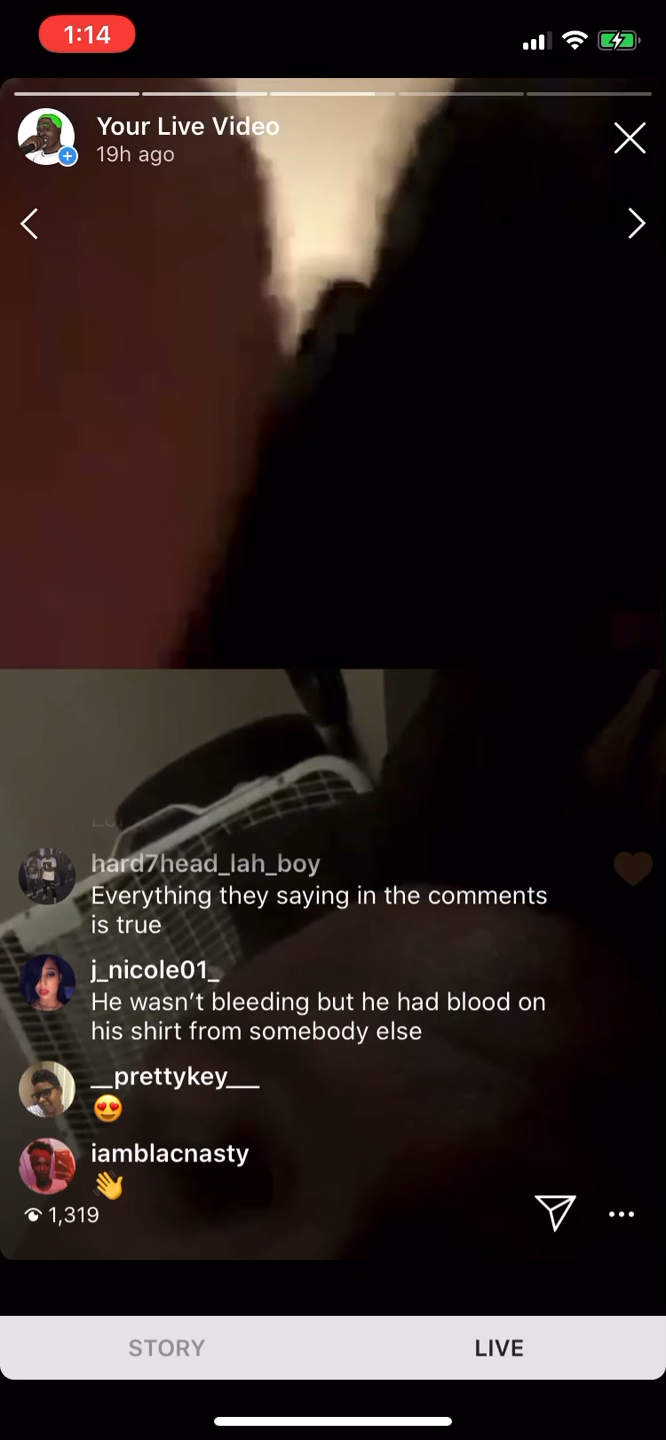 1:14
Your Live Video
19h ago
hard7head_lah_boy
Everything they saying in the comments
is true
j_nicole01_
He wasn’t bleeding but he had blood on
his shirt from somebody else
__prettykey___
😍
iamblacnasty
👋
1,319
STORY
LIVE